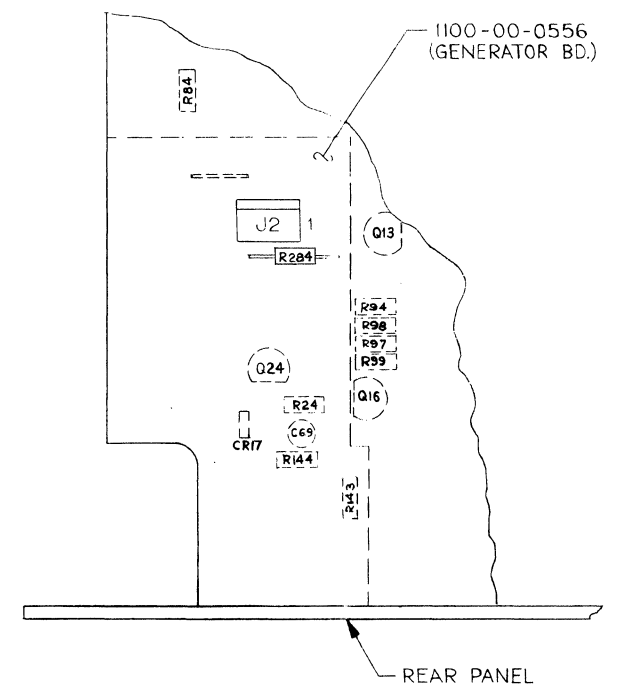 1100-00-0556
(GENERATOR BD.)
R84
J2 1
Q13
R284
R94
R98
R97
R99
Q24
Q16
R24
C69
CR17
R144
R143
REAR PANEL